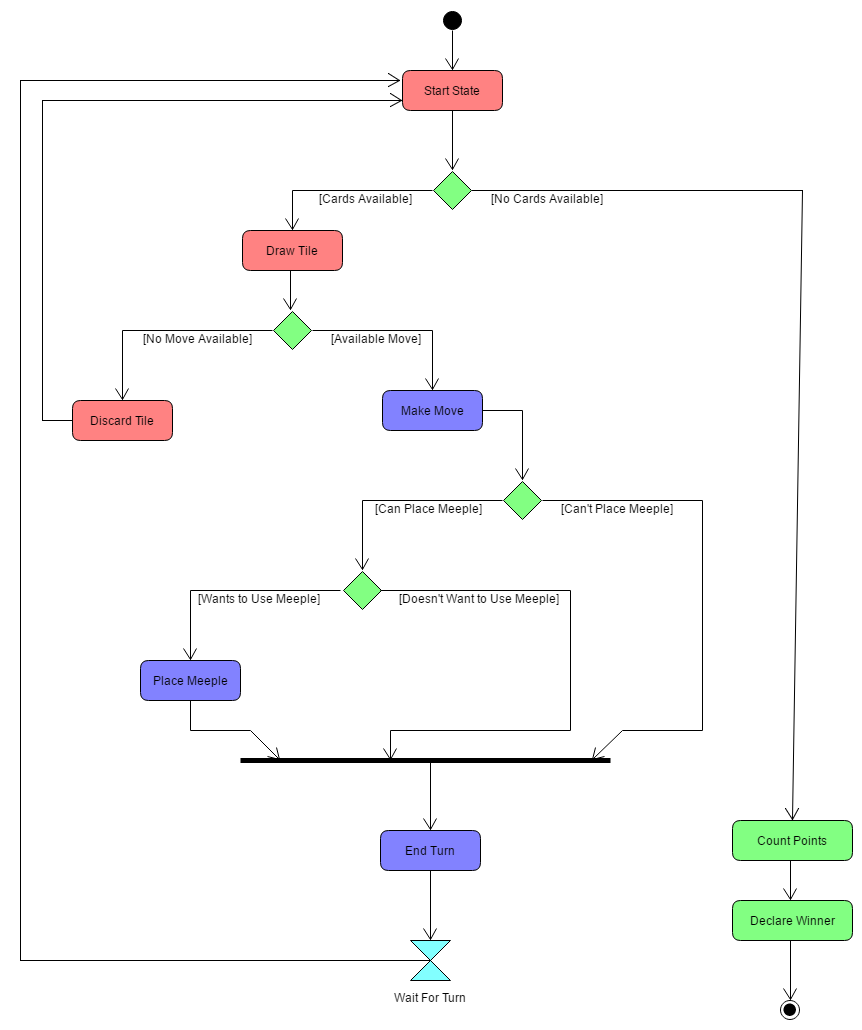 Start State
[Cards Available]
[No Cards Available]
Draw Tile
[No Move Available]
[Available Move]
Make Move
Discard Tile
[Can Place Meeple]
[Can't Place Meeple]
[Wants to Use Meeple]
[Doesn't Want to Use Meeple]
Place Meeple
End Turn
Count Points
Declare Winner
Wait For Turn